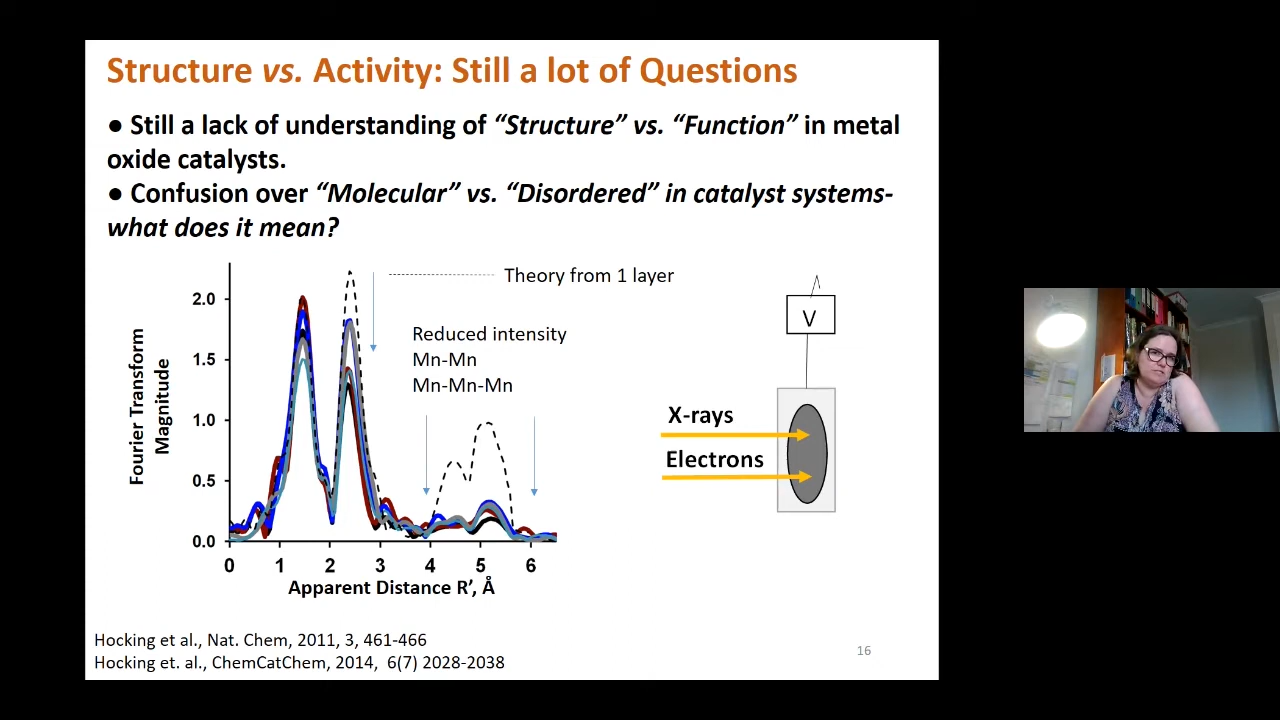 Structure vs. Activity: Still a lot of Questions
● Still a lack of understanding of “Structure” vs. “Function” in metal
oxide catalysts.
● Confusion over “Molecular” vs. “Disordered” in catalyst systems-
what does it mean?
Theory from 1 layer
Reduced intensity
Mn-Mn
Mn-Mn-Mn
Fourier Transform
Magnitude
2.0
1.5
1.0
0.5
0.0
0 1 2 3 4 5 6
Apparent Distance R’, Å
V
X-rays
Electrons
Hocking et al., Nat. Chem, 2011, 3, 461-466
Hocking et. al., ChemCatChem, 2014, 6(7) 2028-2038
16